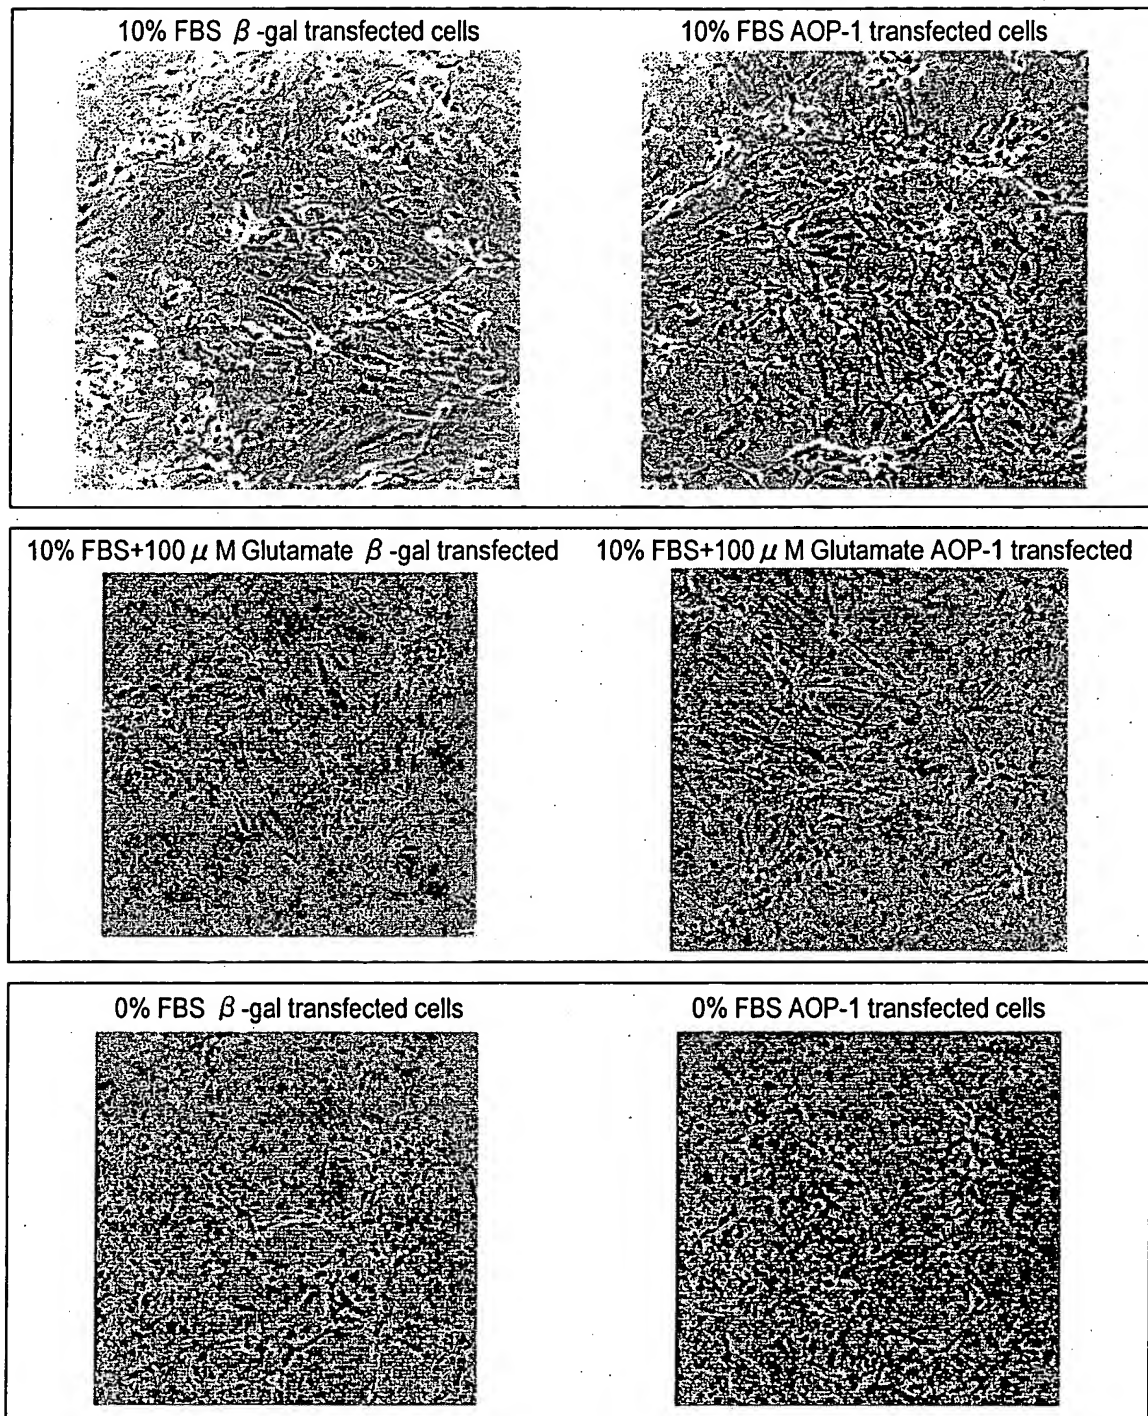 10% FBS β-gal transfected cells
10% FBS AOP-1 transfected cells
10% FBS+100 μ M Glutamate β-gal transfected
10% FBS+100 μ M Glutamate AOP-1 transfected
0% FBS β-gal transfected cells
0% FBS AOP-1 transfected cells